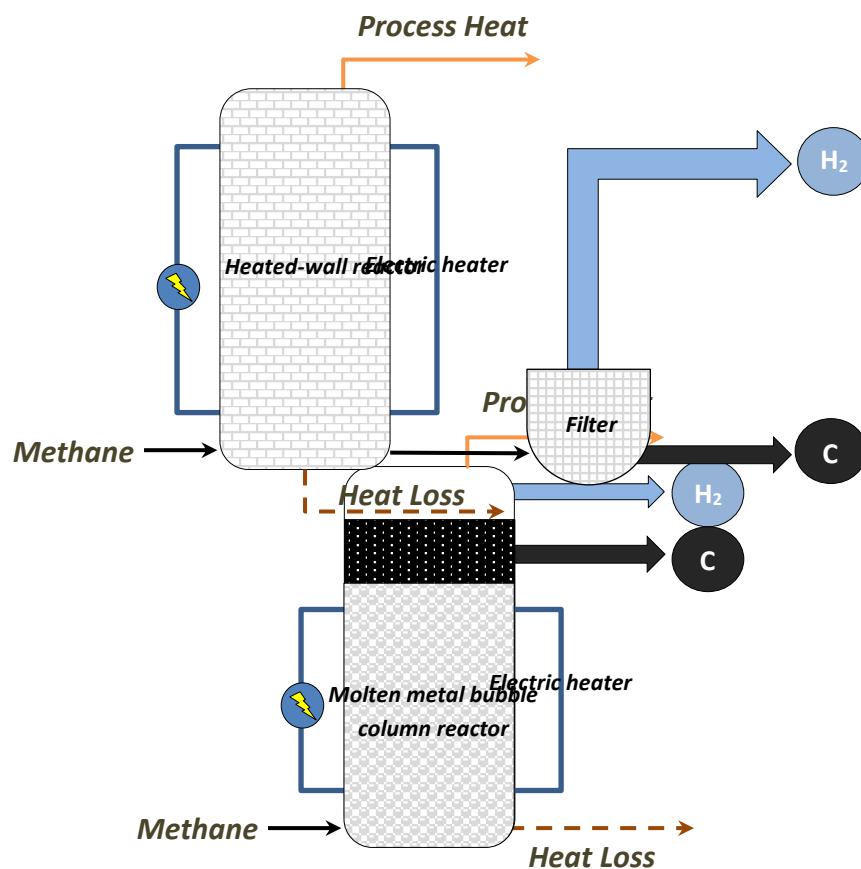 Process Heat
H₂
Heated-wall reactor
Electric heater
Pro
Filter
Methane
C
Heat Loss
H₂
C
Electric heater
Molten metal bubble
column reactor
Methane
Heat Loss